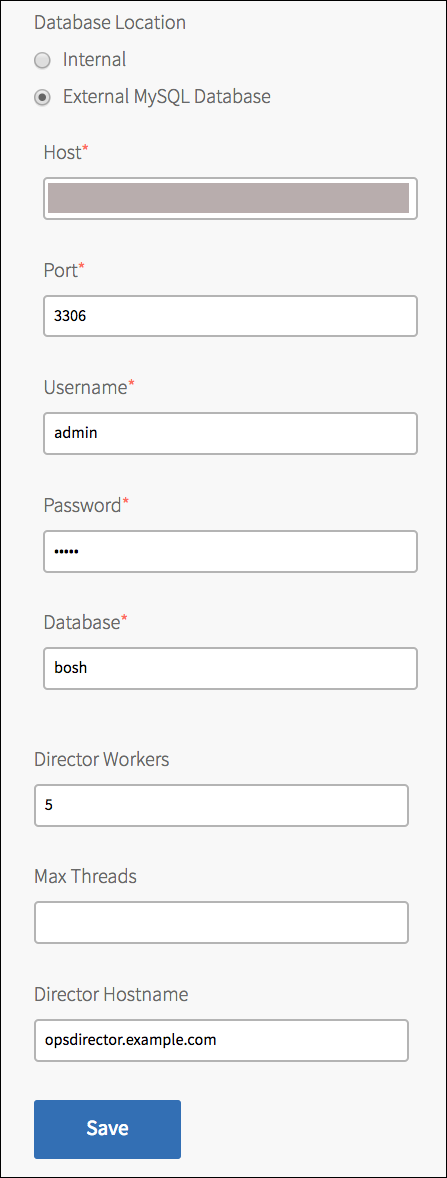 Database Location
Internal
External MySQL Database
Host*
Port*
3306
Username*
admin
Password*
•••••
Database*
bosh
Director Workers
5
Max Threads
Director Hostname
opsdirector.example.com
Save